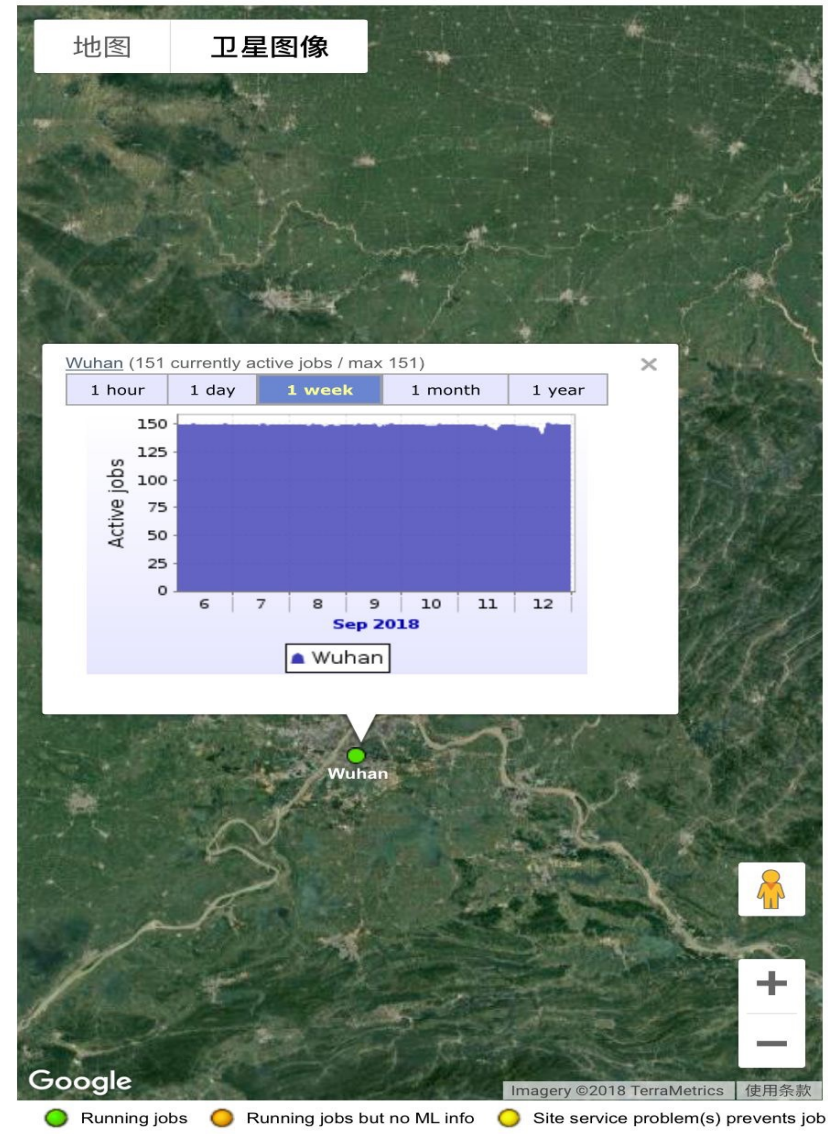 地图 卫星图像
Wuhan (151 currently active jobs / max 151)
1 hour 1 day 1 week 1 month 1 year
Active jobs
150
125
100
75
50
25
0
6 7 8 9 10 11 12
Sep 2018
Wuhan
Wuhan
Google
Imagery ©2018 TerraMetrics 使用条款
Running jobs Running jobs but no ML info Site service problem(s) prevents job